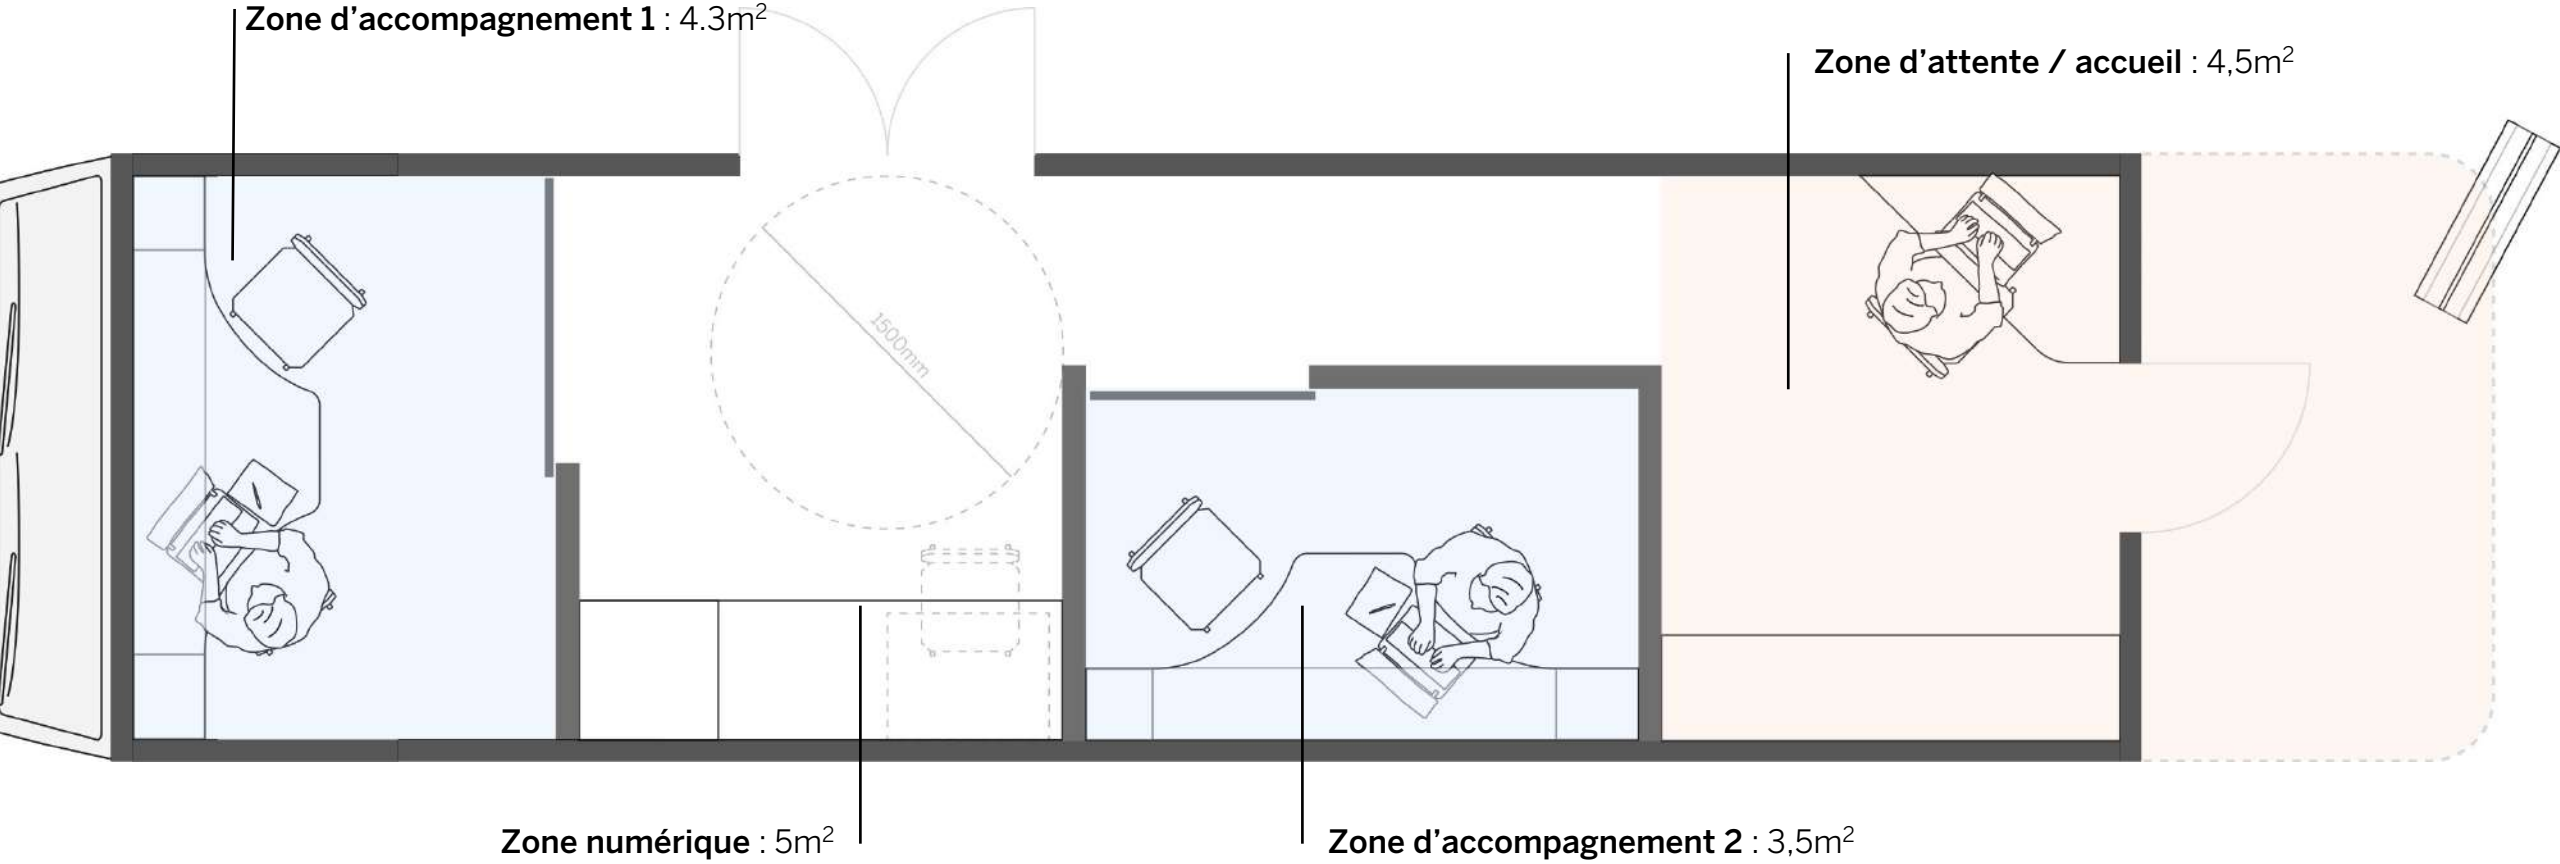 Zone d’accompagnement 1 : 4.3m²
Zone d’attente / accueil : 4,5m²
1500mm
Zone numérique : 5m²
Zone d’accompagnement 2 : 3,5m²